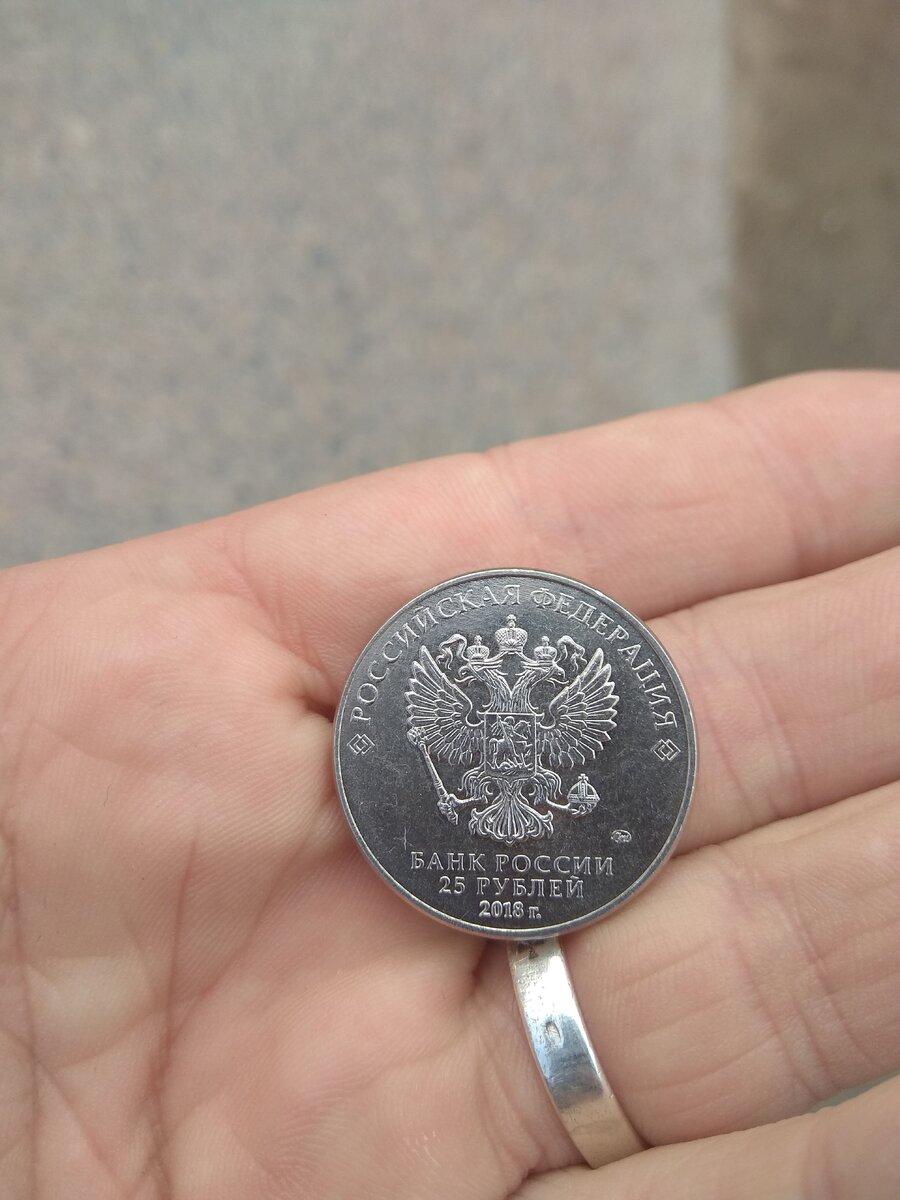 РОССИЙСКАЯ ФЕДЕРАЦИЯ
БАНК РОССИИ
25 РУБЛЕЙ
2018 г.